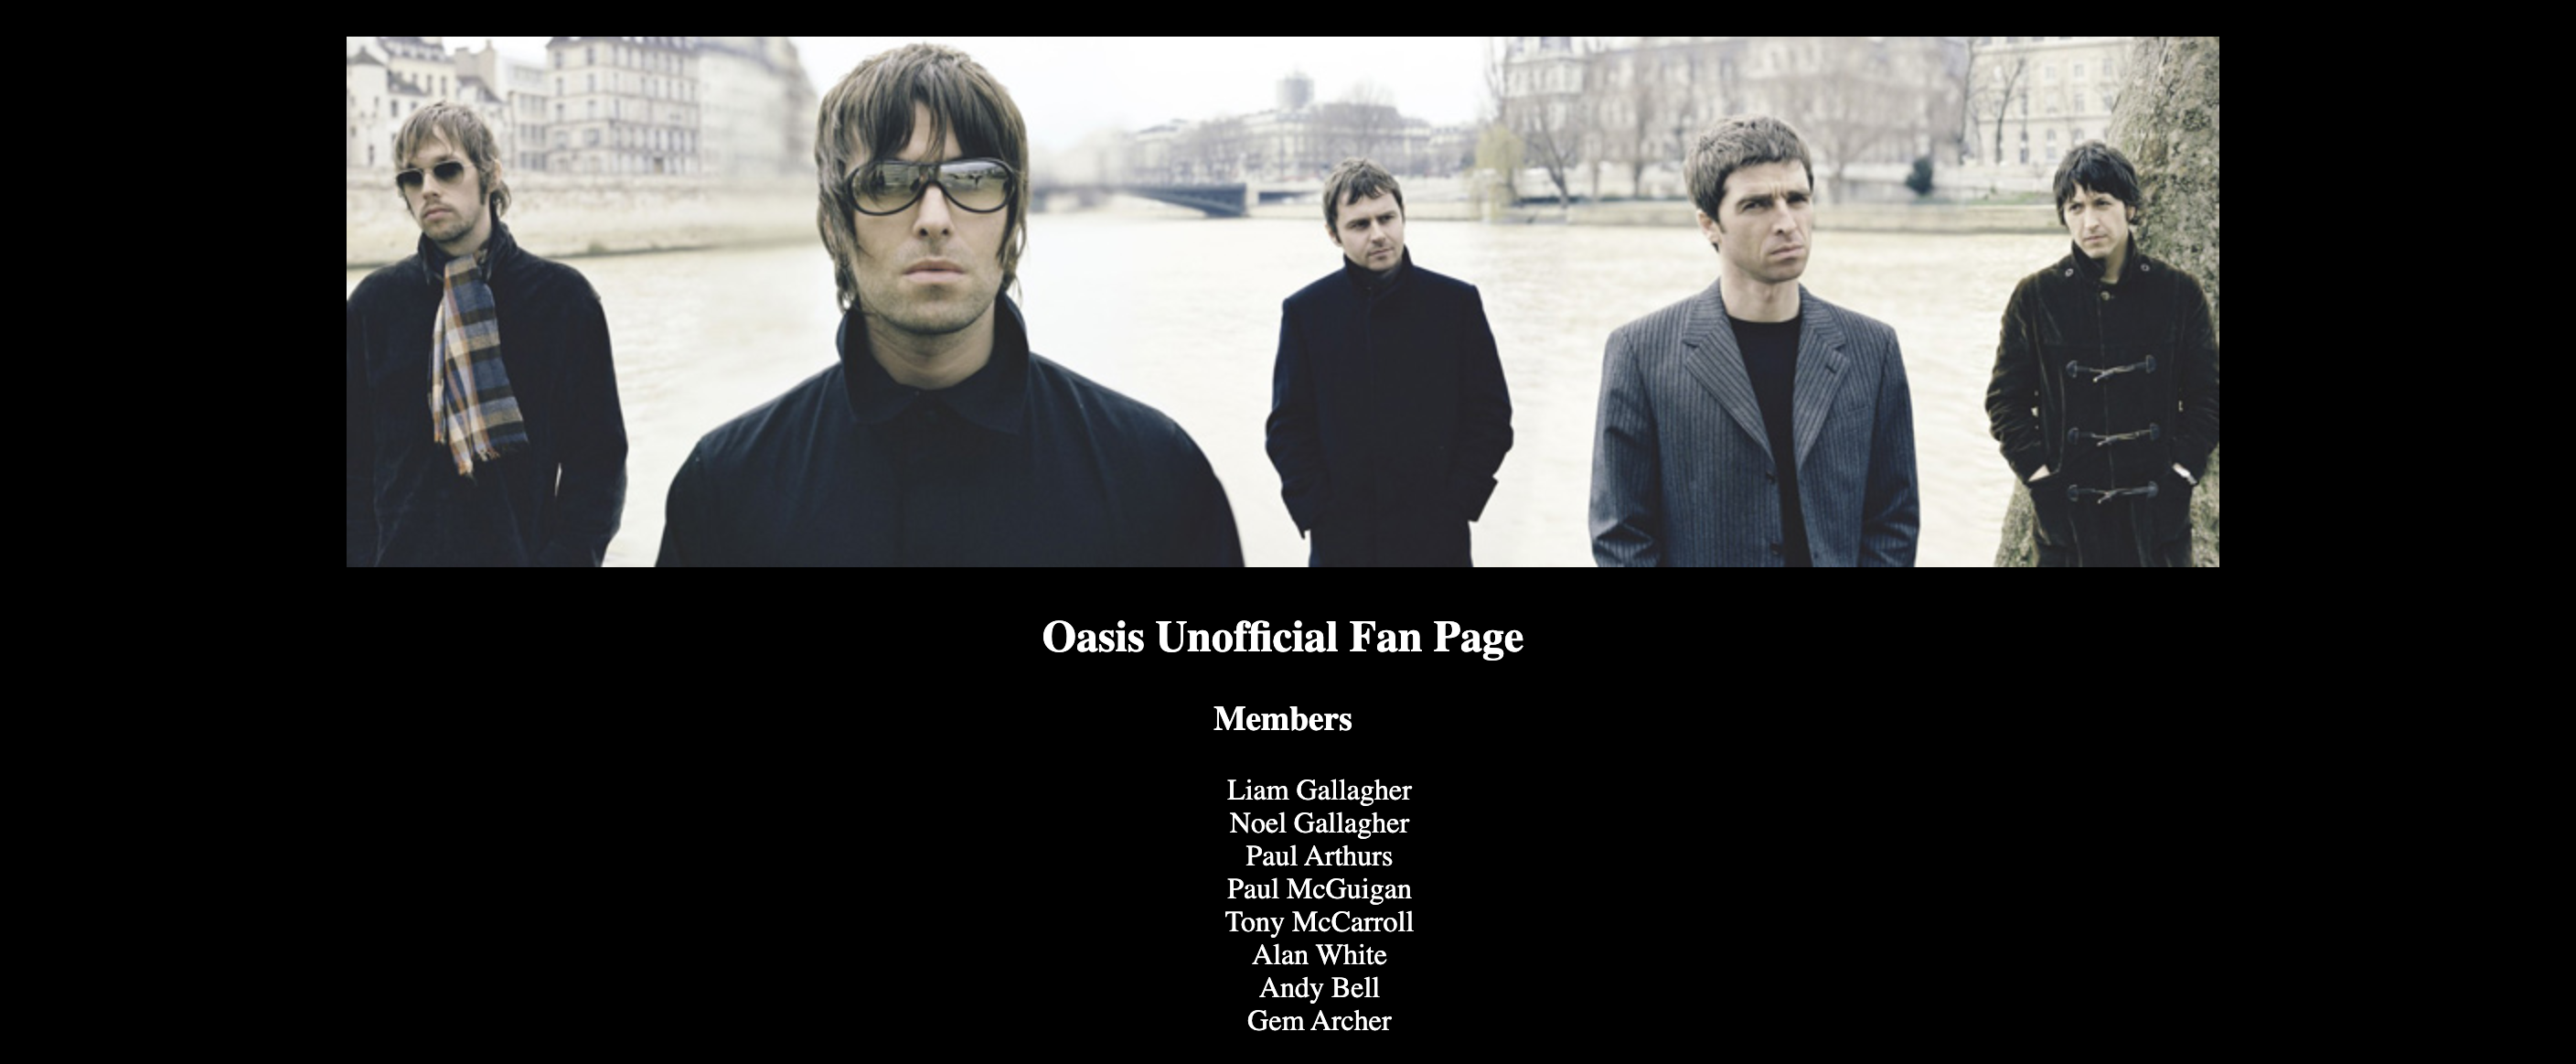 Oasis Unofficial Fan Page
Members
Liam Gallagher
Noel Gallagher
Paul Arthurs
Paul McGuigan
Tony McCarroll
Alan White
Andy Bell
Gem Archer